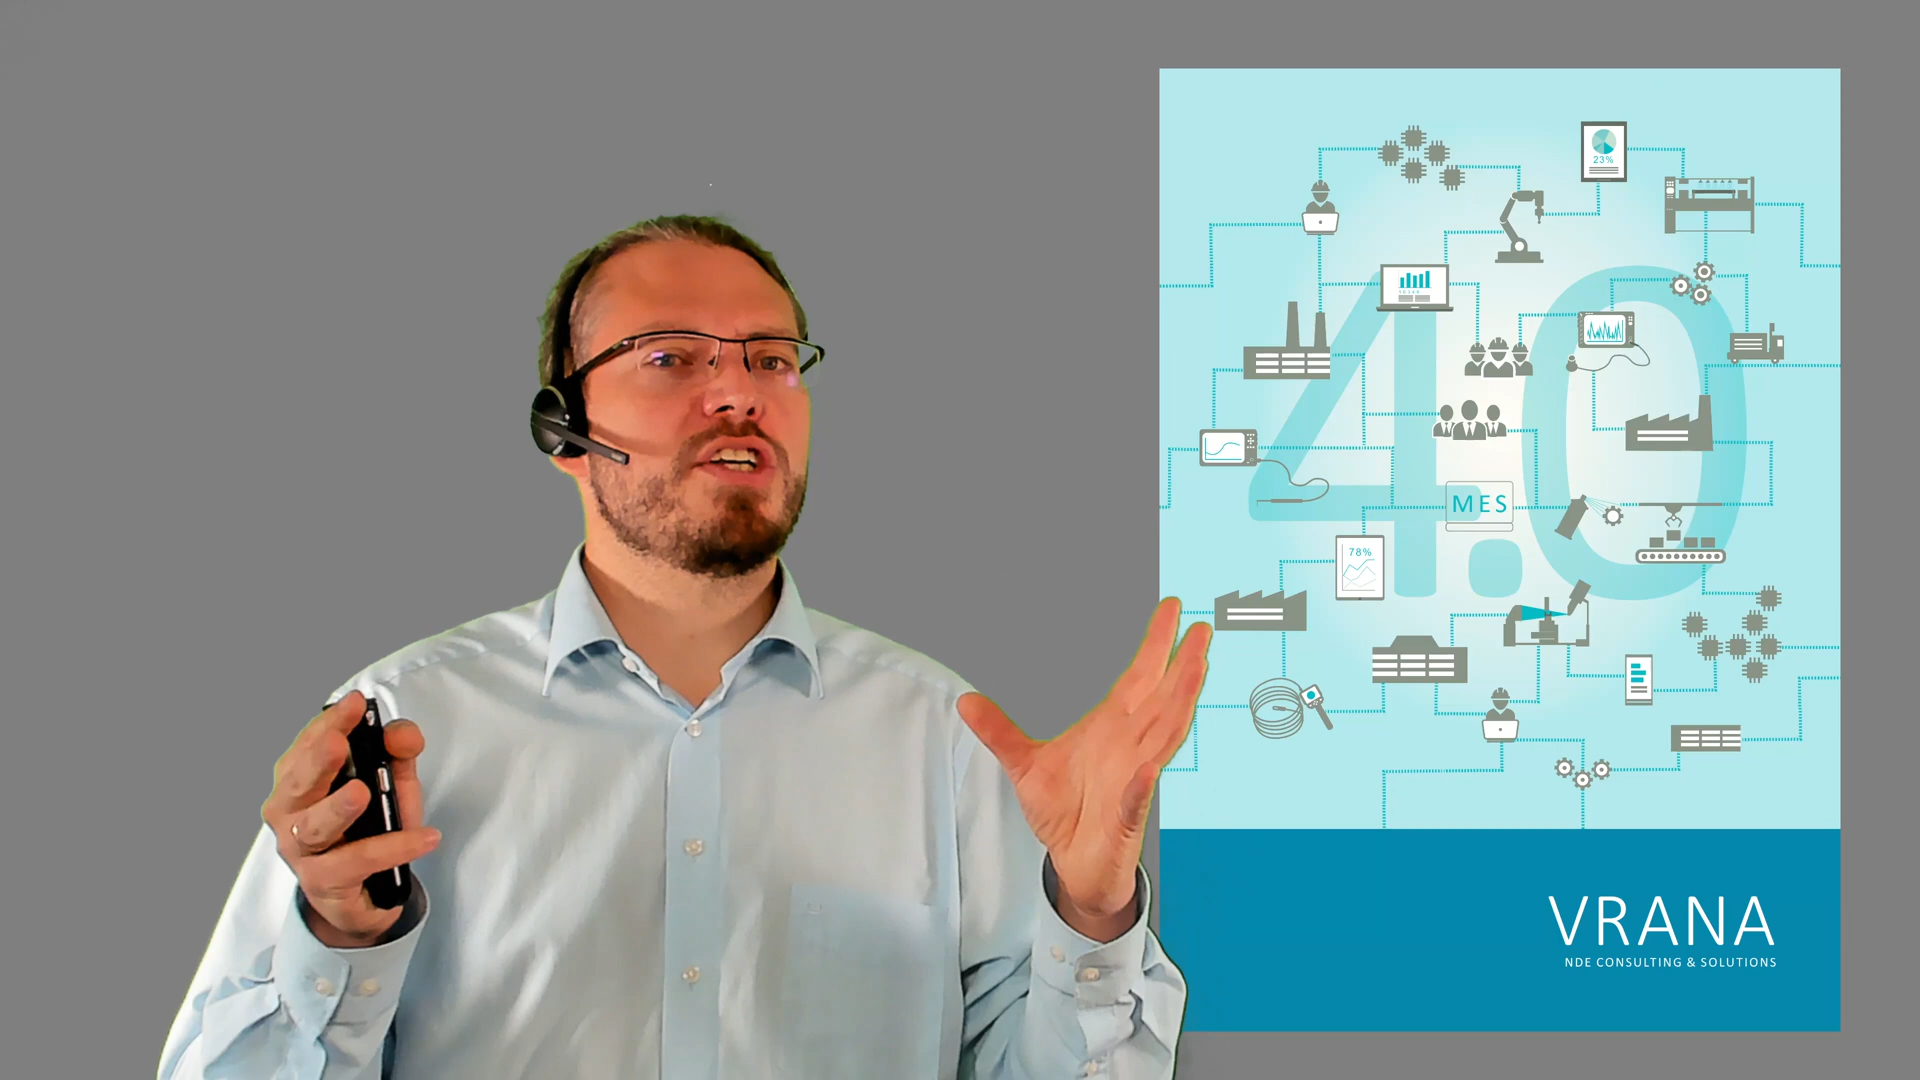 23%
4.0
MES
78%
VRANA
NDE CONSULTING & SOLUTIONS